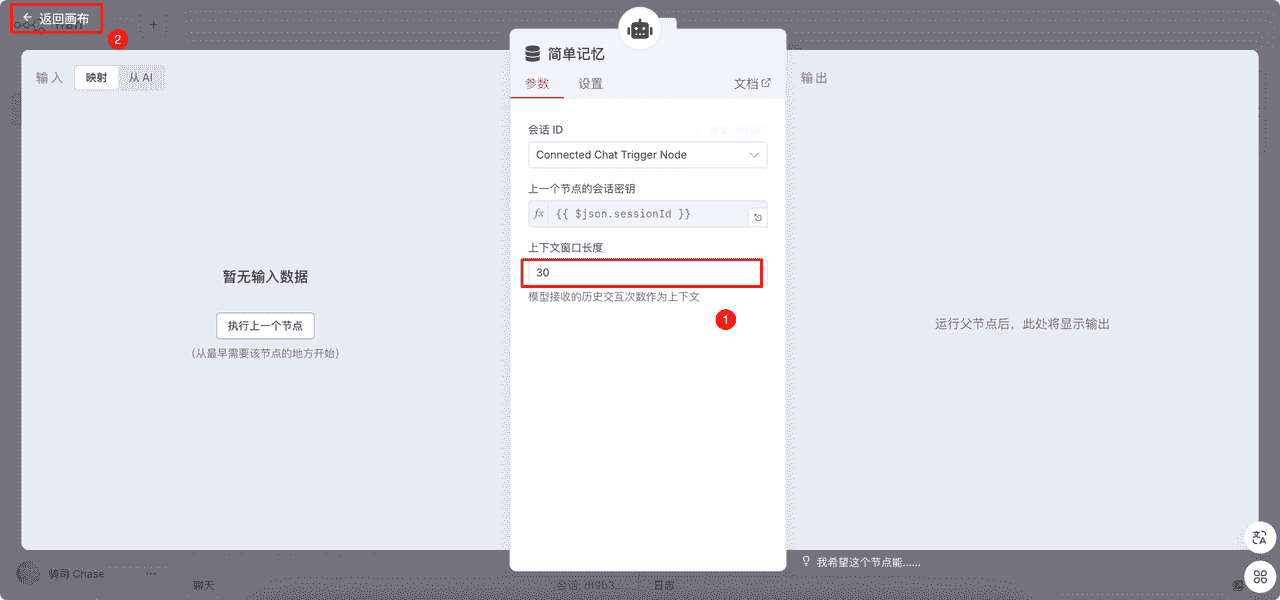 返回画布
2
+
简单记忆
输入
映射
从 AI
参数
设置
文档
输出
会话 ID
Connected Chat Trigger Node
上一个节点的会话密钥
fx
{{ $json.sessionId }}
上下文窗口长度
30
模型接收的历史交互次数作为上下文
1
暂无输入数据
执行上一个节点
(从最早需要该节点的地方开始)
运行父节点后，此处将显示输出
我希望这个节点能......
骑司 Chase
...
聊天
日志